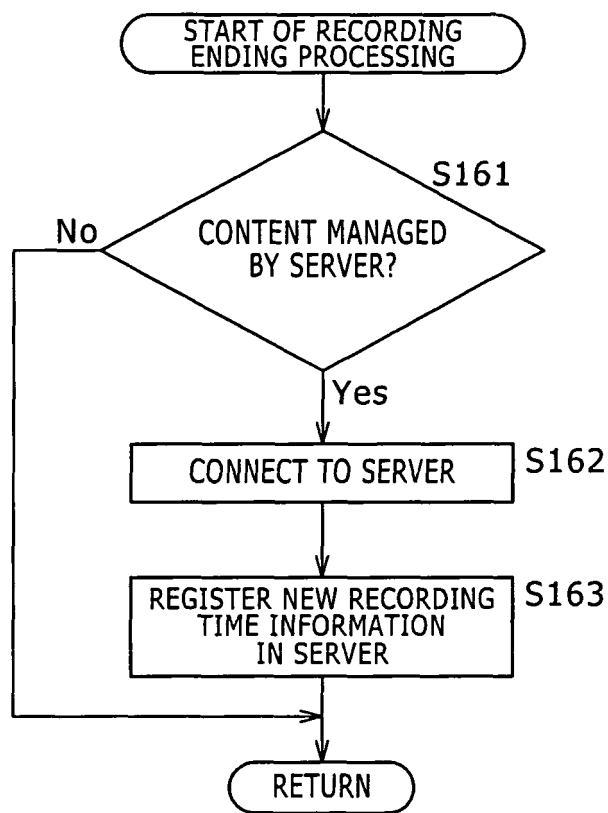 START OF RECORDING
ENDING PROCESSING
S161
No
CONTENT MANAGED
BY SERVER?
Yes
CONNECT TO SERVER
S162
REGISTER NEW RECORDING
TIME INFORMATION
IN SERVER
S163
RETURN